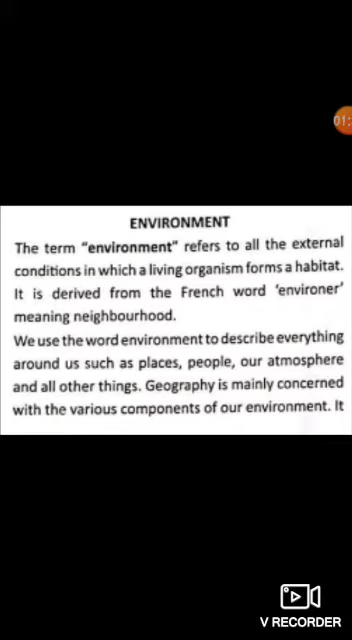 01:
ENVIRONMENT
The term "environment" refers to all the external
conditions in which a living organism forms a habitat.
It is derived from the French word 'environer'
meaning neighbourhood.
We use the word environment to describe everything
around us such as places, people, our atmosphere
and all other things. Geography is mainly concerned
with the various components of our environment. It
V RECORDER